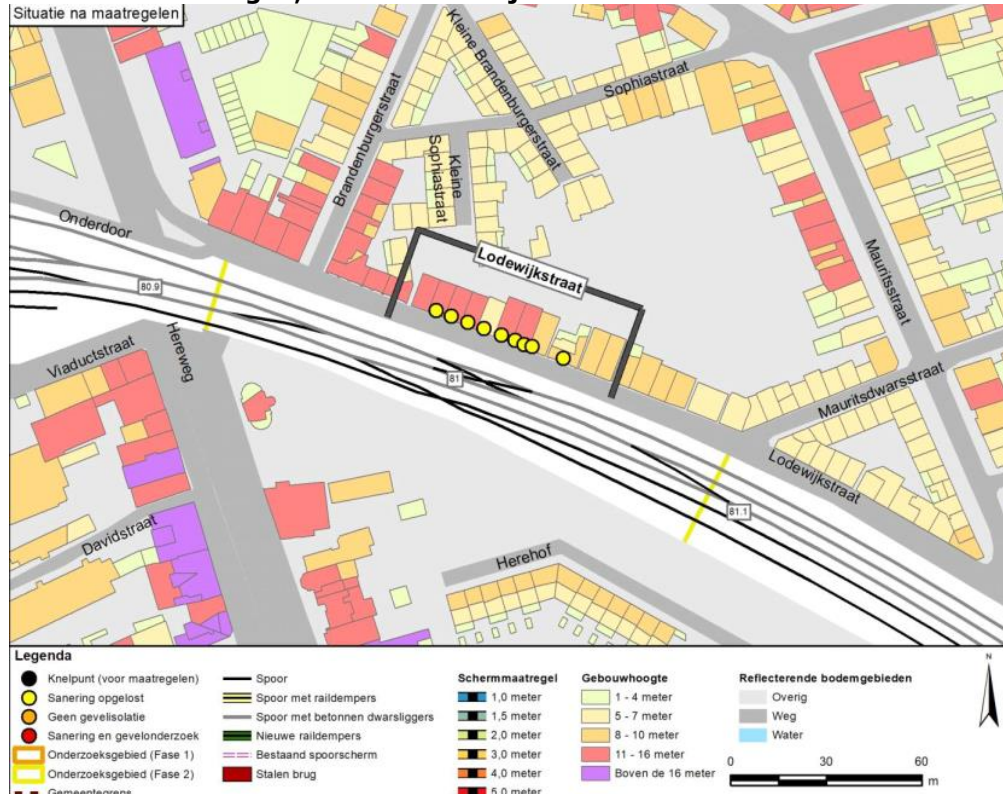 Situatie na maatregelen
Kleine Brandenburgerstraat
Sophiastraat
Brandenburgerstraat
Kleine
Sophiastraat
Onderdoor
Lodewijkstraat
Mauritsstraat
80.9
Viaductstraat
Hereweg
81
Mauritsdwarsstraat
Lodewijkstraat
81.1
Davidstraat
Herehof
Legenda
Knelpunt (voor maatregelen)
Sanering opgelost
Geen gevelisolatie
Sanering en gevelonderzoek
Onderzoeksgebied (Fase 1)
Onderzoeksgebied (Fase 2)
Gemeentegrens
Spoor
Spoor met raildempers
Spoor met betonnen dwarsliggers
Nieuwe raildempers
Bestaand spoorscherm
Stalen brug
Schermmaatregel
1,0 meter
1,5 meter
2,0 meter
3,0 meter
4,0 meter
5,0 meter
Gebouwhoogte
1 - 4 meter
5 - 7 meter
8 - 10 meter
11 - 16 meter
Boven de 16 meter
Reflecterende bodemgebieden
Overig
Weg
Water
N
0 30 60
m